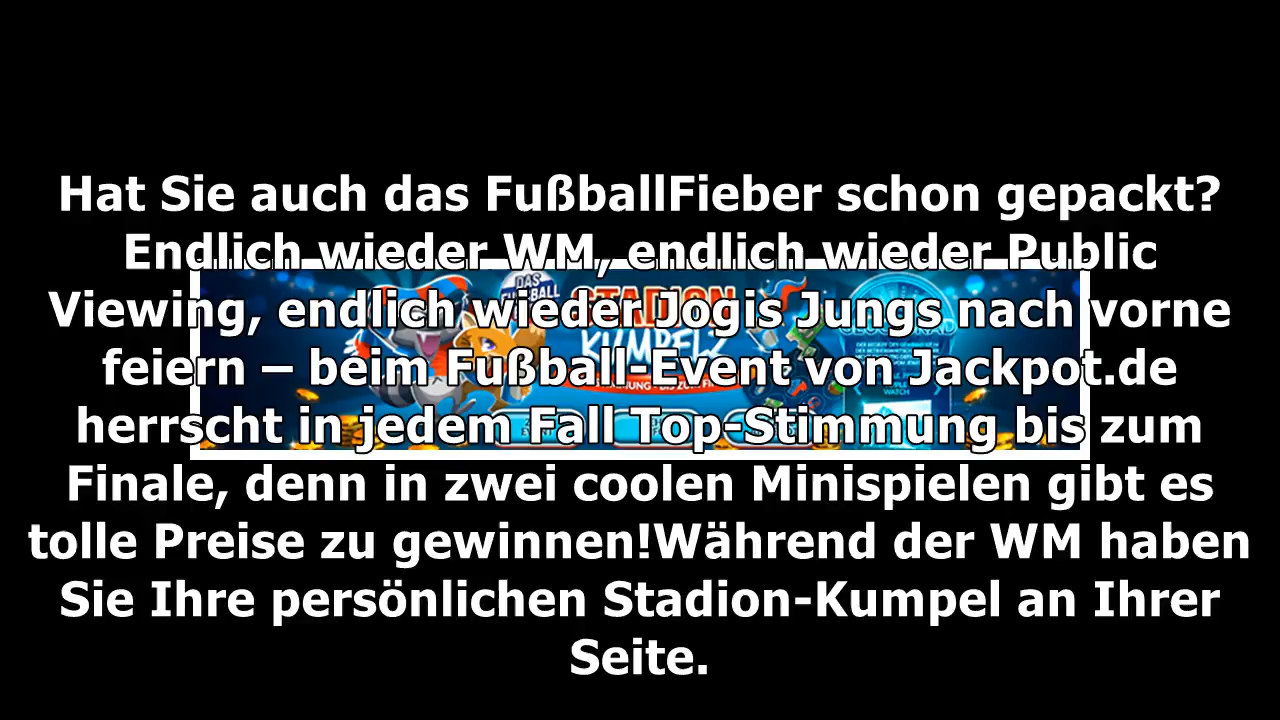 Hat Sie auch das FußballFieber schon gepackt?
Endlich wieder WM, endlich wieder Public
Viewing, endlich wieder Jogis Jungs nach vorne
feiern – beim Fußball-Event von Jackpot.de
herrscht in jedem Fall Top-Stimmung bis zum
Finale, denn in zwei coolen Minispielen gibt es
tolle Preise zu gewinnen!Während der WM haben
Sie Ihre persönlichen Stadion-Kumpel an Ihrer
Seite.
DAS
STADION
KUMPELZ